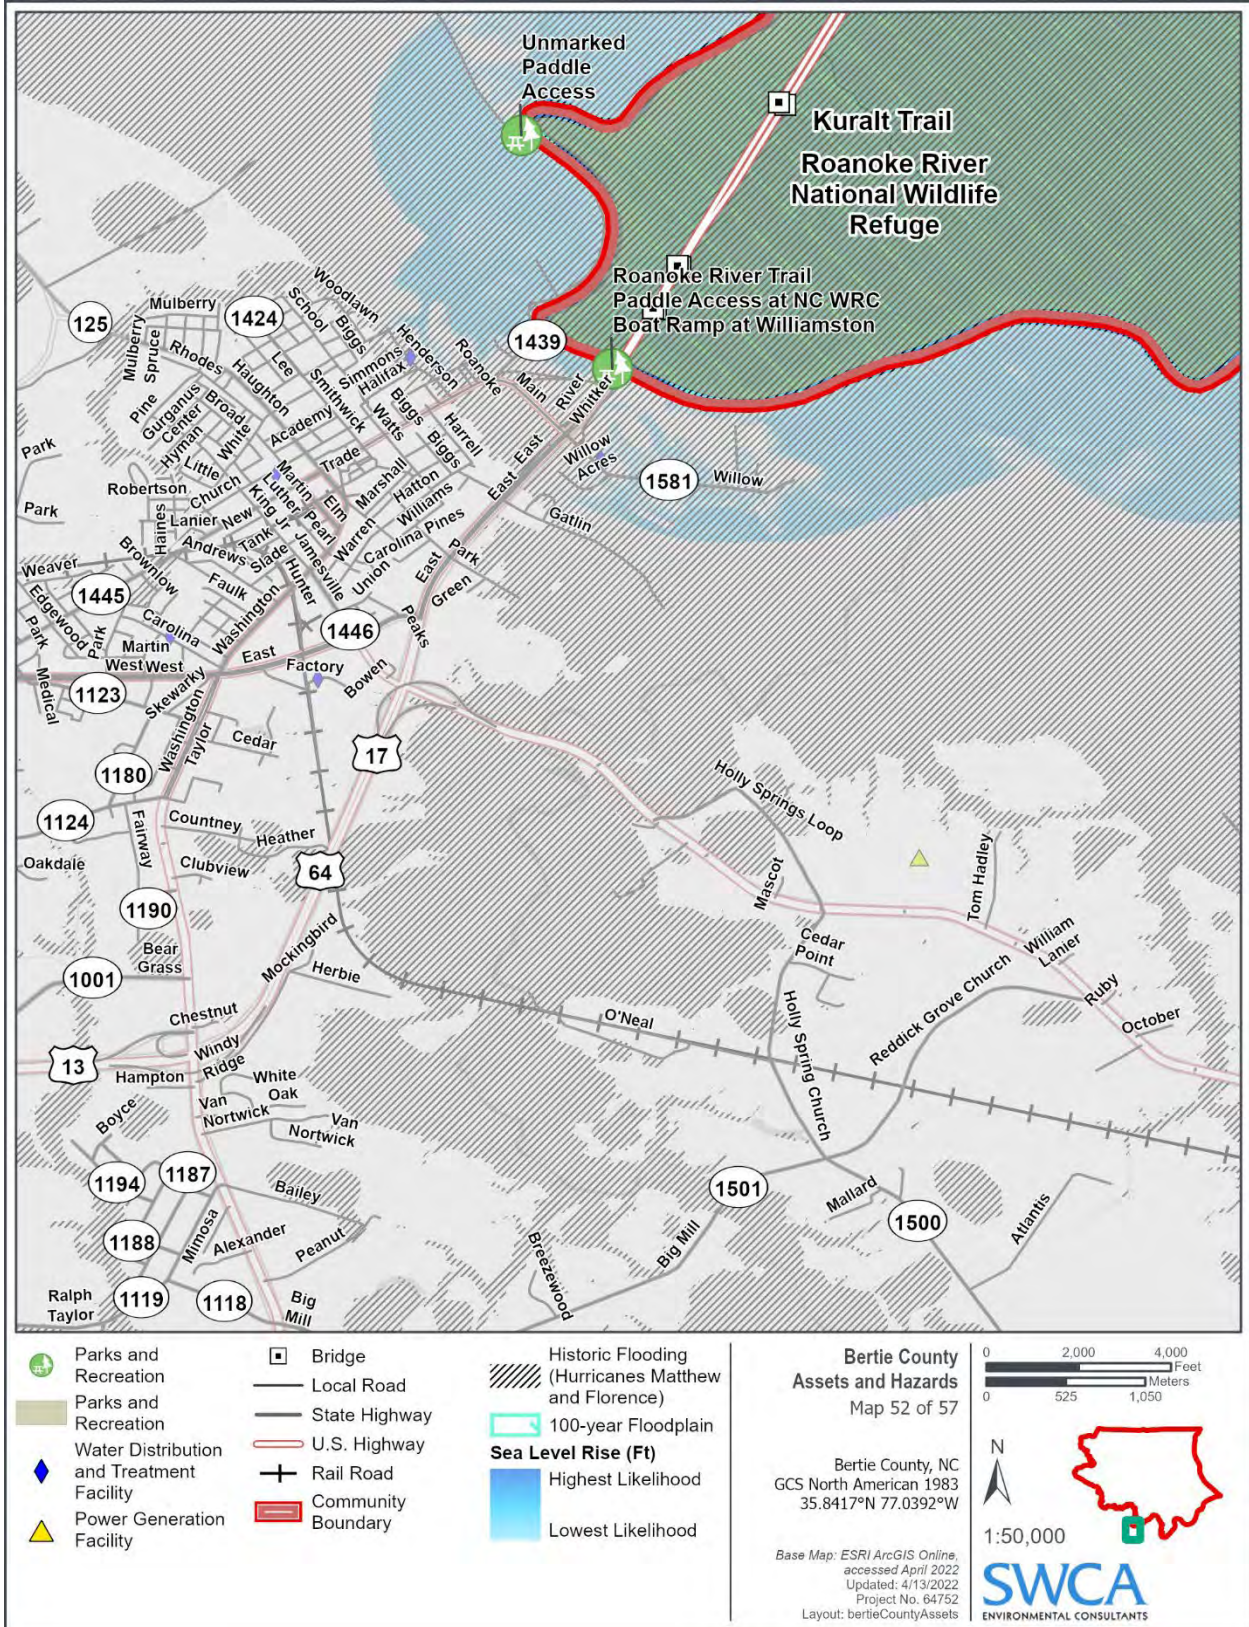 Unmarked
Paddle
Access
Kuralt Trail
Roanoke River
National Wildlife
Refuge
Roanoke River Trail
Paddle Access at NC WRC
Boat Ramp at Williamston
125
Mulberry
1424
School
Woodlawn
Biggs
Henderson
Roanoke
1439
Main
River
Whitker
Mulberry
Spruce
Rhodes
Haughton
Lee
Smithwick
Simmons
Halifax
Biggs
Watts
Biggs
Harrell
Pine
Gurganus
Center
Hyman
Broad
White
Academy
Trade
Marshall
Hatton
Williams
East
East
Willow
Acres
1581
Willow
Gatlin
Park
Park
Robertson
Little
Church
Haines
Lanier
New
Martin
Luther
King Jr
Pearl
Elm
Warren
Carolina Pines
Union
Jamesville
East
Park
Green
Andrews
Tank
Slade
Hunter
Weaver
Brownlow
Faulk
1445
Edgewood
Park
Park
Carolina
Martin
West
West
Washington
East
1446
Peaks
Factory
Bowen
Medical
1123
Skewarky
Washington
Taylor
Cedar
17
1180
1124
Fairway
Countney
Heather
Oakdale
Clubview
64
1190
Holly Springs Loop
Mascot
Tom Hadley
Bear
Grass
Mockingbird
Herbie
1001
Cedar
Point
William
Lanier
Ruby
October
Chestnut
Windy
Ridge
O'Neal
Holly Spring Church
Reddick Grove Church
13
Hampton
White
Oak
Van
Nortwick
Van
Nortwick
Boyce
1194
1187
Bailey
1501
Mallard
1500
Atlantis
1188
Mimosa
Alexander
Peanut
Breezewood
Big Mill
Ralph
Taylor
1119
1118
Big
Mill
Parks and
Recreation
Parks and
Recreation
Water Distribution
and Treatment
Facility
Power Generation
Facility
Bridge
Local Road
State Highway
U.S. Highway
Rail Road
Community
Boundary
Historic Flooding
(Hurricanes Matthew
and Florence)
100-year Floodplain
Sea Level Rise (Ft)
Highest Likelihood
Lowest Likelihood
Bertie County
Assets and Hazards
Map 52 of 57
Bertie County, NC
GCS North American 1983
35.8417°N 77.0392°W
Base Map: ESRI ArcGIS Online,
accessed April 2022
Updated: 4/13/2022
Project No. 64752
Layout: bertieCountyAssets
0 2,000 4,000
Feet
Meters
0 525 1,050
N
1:50,000
SWCA
ENVIRONMENTAL CONSULTANTS